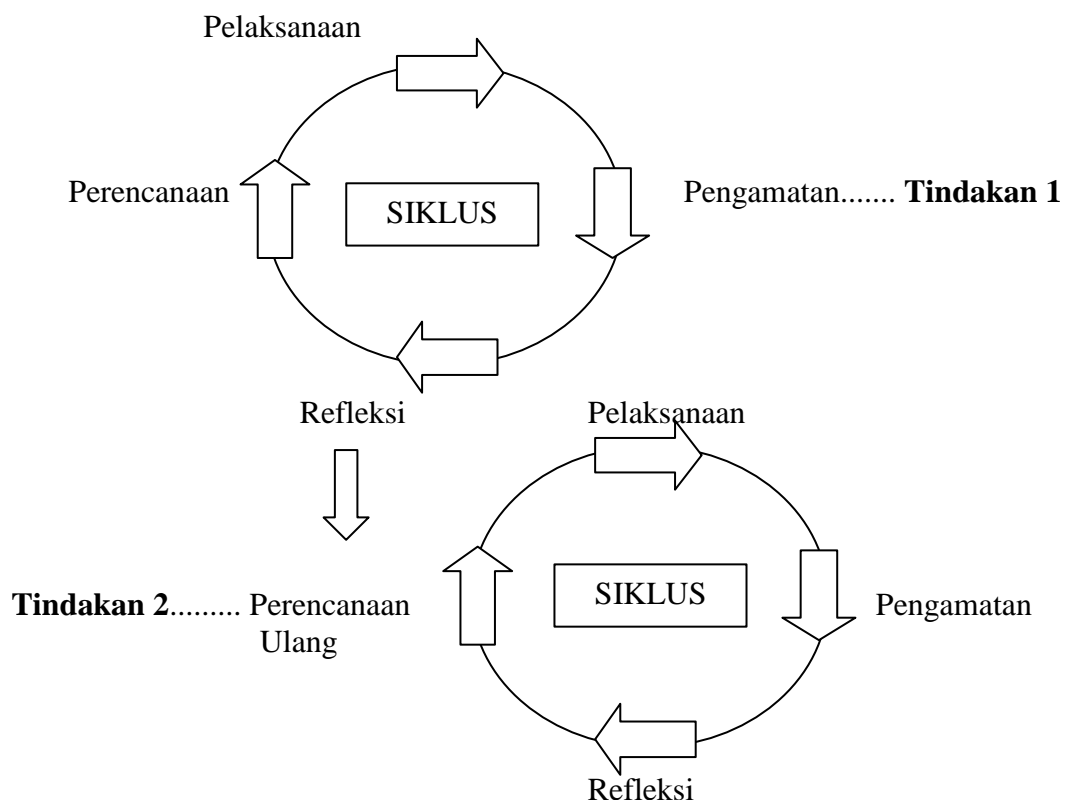 Pelaksanaan
Perencanaan
SIKLUS
Pengamatan....... Tindakan 1
Refleksi
Pelaksanaan
Tindakan 2......... Perencanaan
Ulang
SIKLUS
Pengamatan
Refleksi